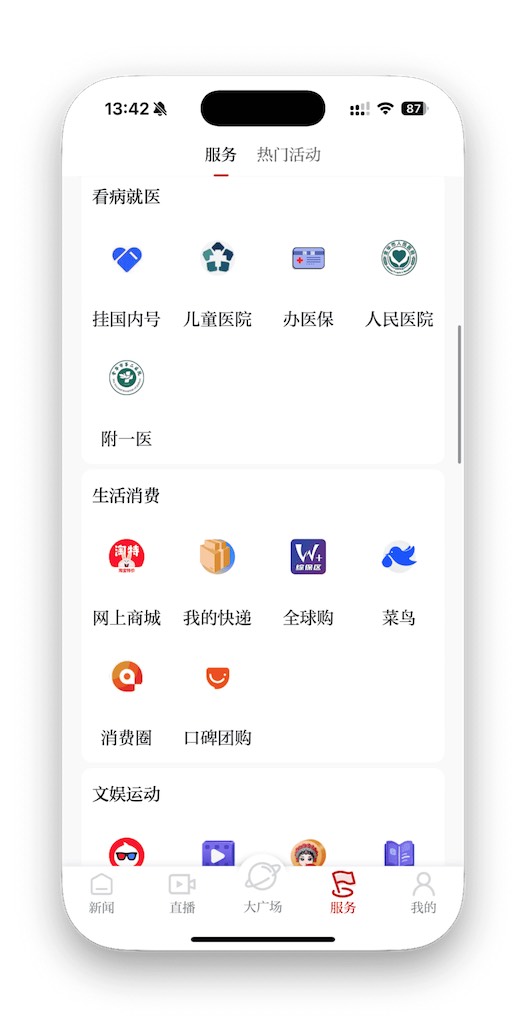 13:42
87
服务 热门活动
看病就医
挂国内号 儿童医院 办医保 人民医院
附一医
生活消费
淘特
W+
综保区
网上商城 我的快递 全球购 菜鸟
消费圈 口碑团购
文娱运动
新闻 直播 大广场 服务 我的